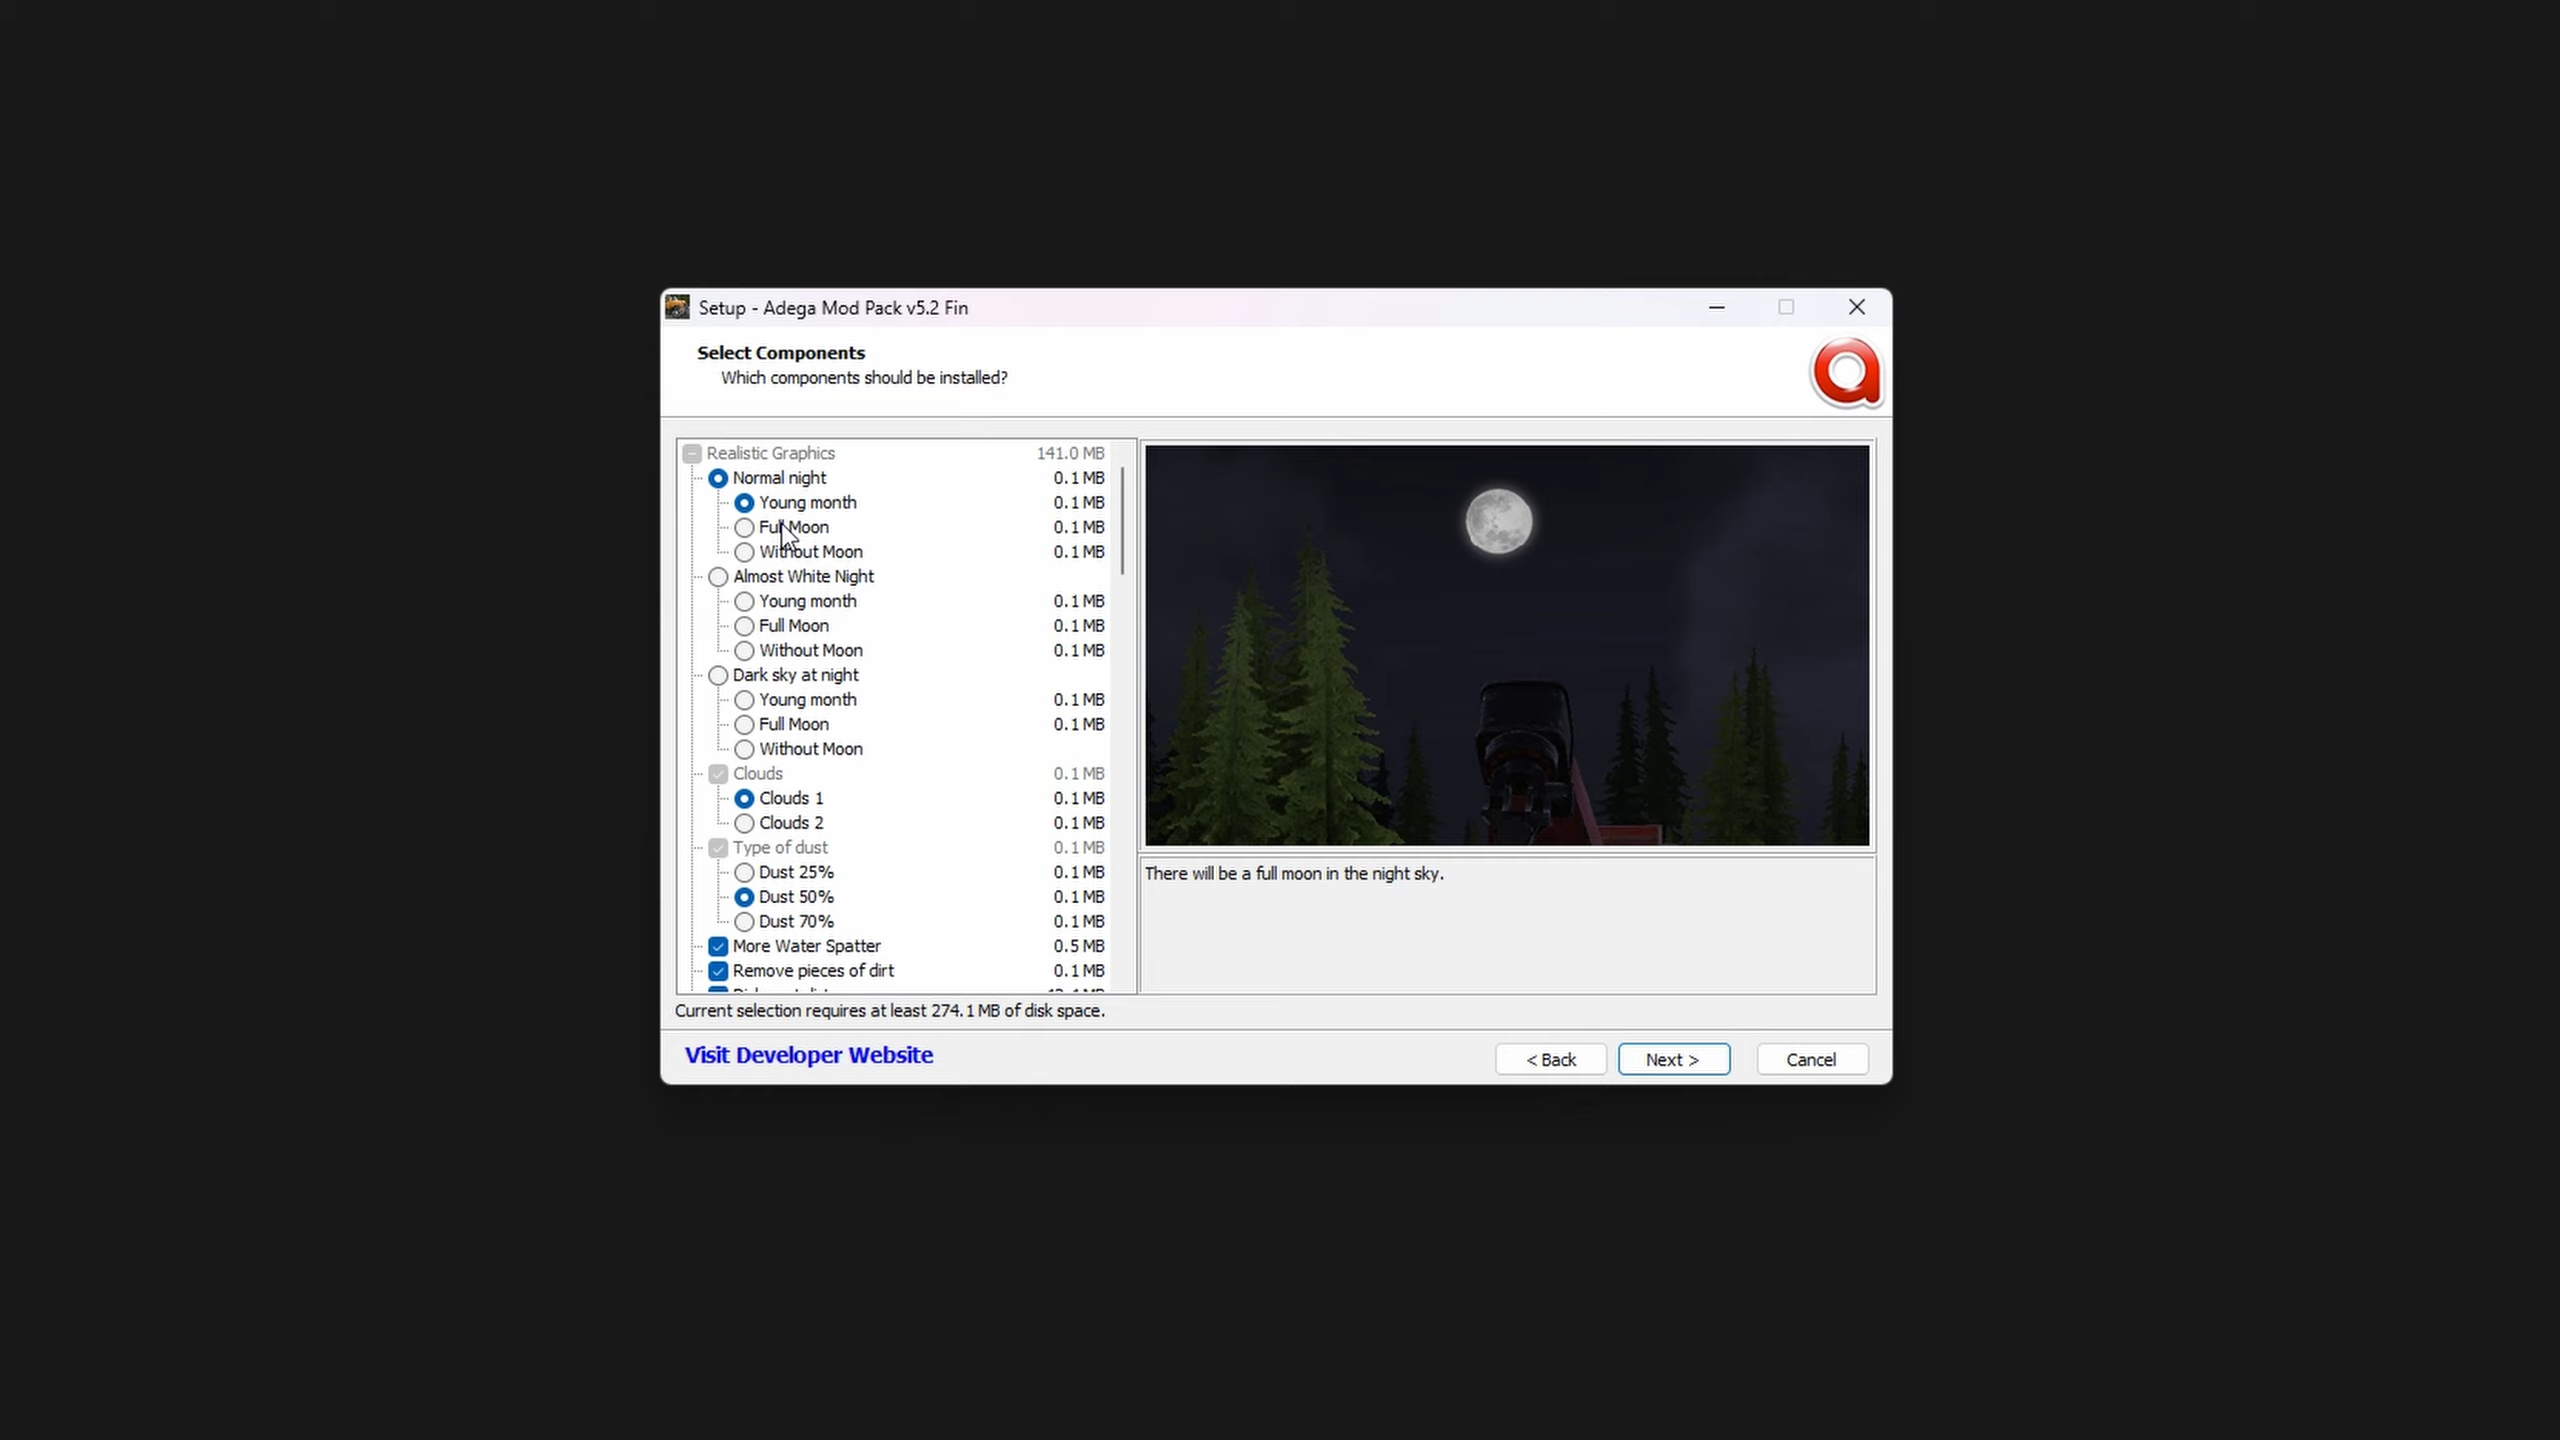 Setup - Adega Mod Pack v5.2 Fin
Select Components
Which components should be installed?
Realistic Graphics 141.0 MB
Normal night 0.1 MB
Young month 0.1 MB
Full Moon 0.1 MB
Without Moon 0.1 MB
Almost White Night
Young month 0.1 MB
Full Moon 0.1 MB
Without Moon 0.1 MB
Dark sky at night
Young month 0.1 MB
Full Moon 0.1 MB
Without Moon
Clouds 0.1 MB
Clouds 1 0.1 MB
Clouds 2 0.1 MB
Type of dust 0.1 MB
Dust 25% 0.1 MB
Dust 50% 0.1 MB
Dust 70% 0.1 MB
More Water Spatter 0.5 MB
Remove pieces of dirt 0.1 MB
There will be a full moon in the night sky.
Current selection requires at least 274.1 MB of disk space.
Visit Developer Website
< Back
Next >
Cancel